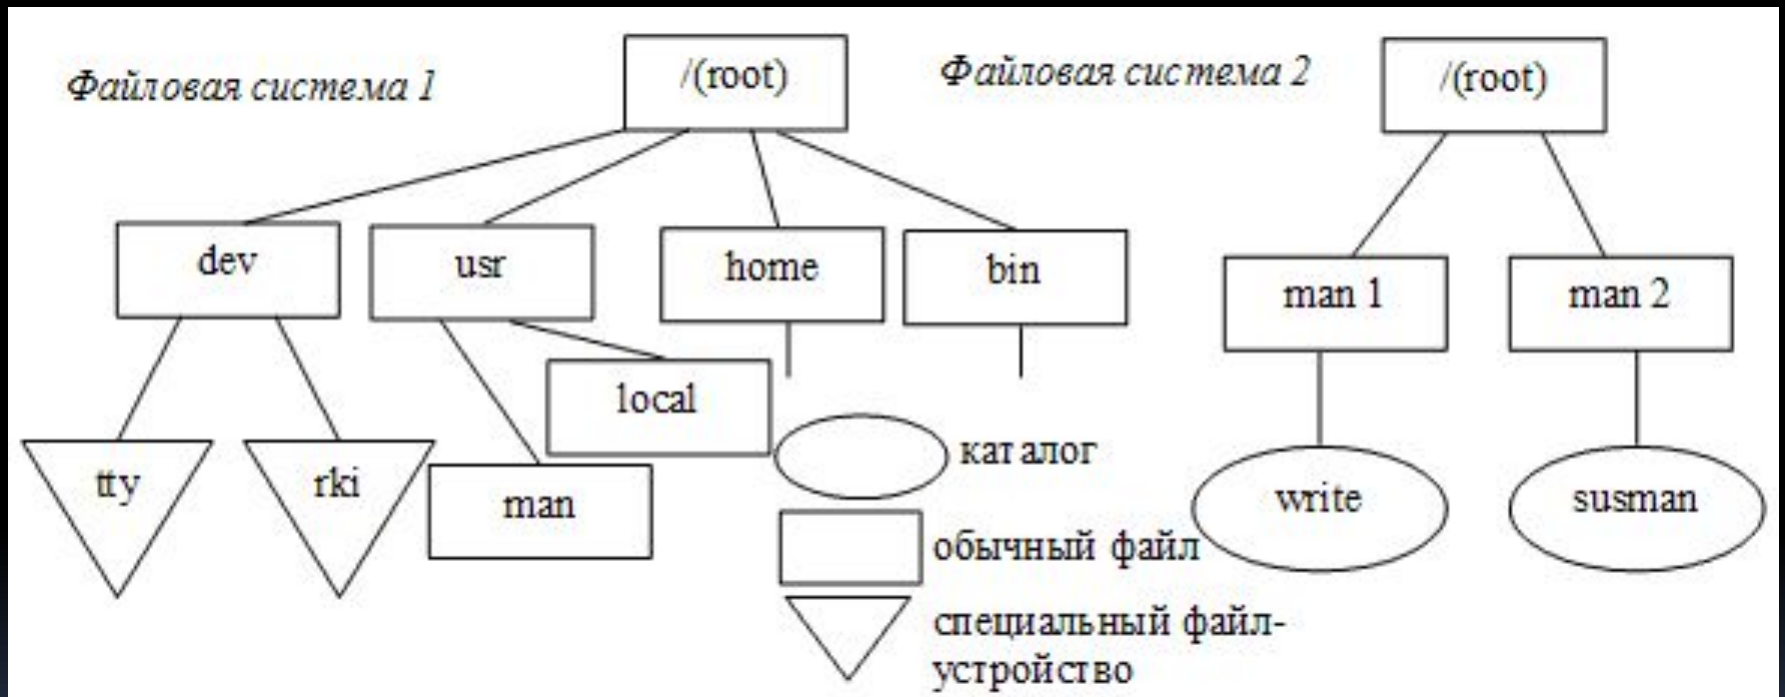 Файловая система 1
/(root)
Файловая система 2
/(root)
dev
usr
home
bin
man 1
man 2
local
tty
rki
man
каталог
write
susman
обычный файл
специальный файл-
устройство